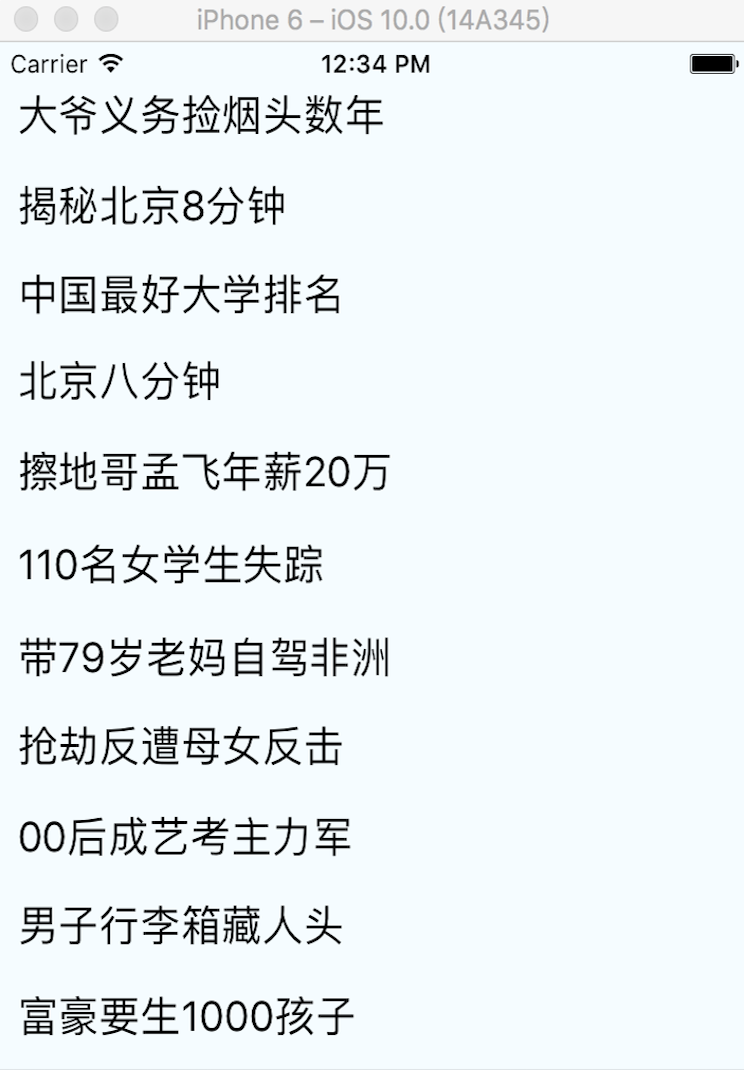 iPhone 6 – iOS 10.0 (14A345)
Carrier 12:34 PM
大爷义务捡烟头数年
揭秘北京8分钟
中国最好大学排名
北京八分钟
擦地哥孟飞年薪20万
110名女学生失踪
带79岁老妈自驾非洲
抢劫反遭母女反击
00后成艺考主力军
男子行李箱藏人头
富豪要生1000孩子